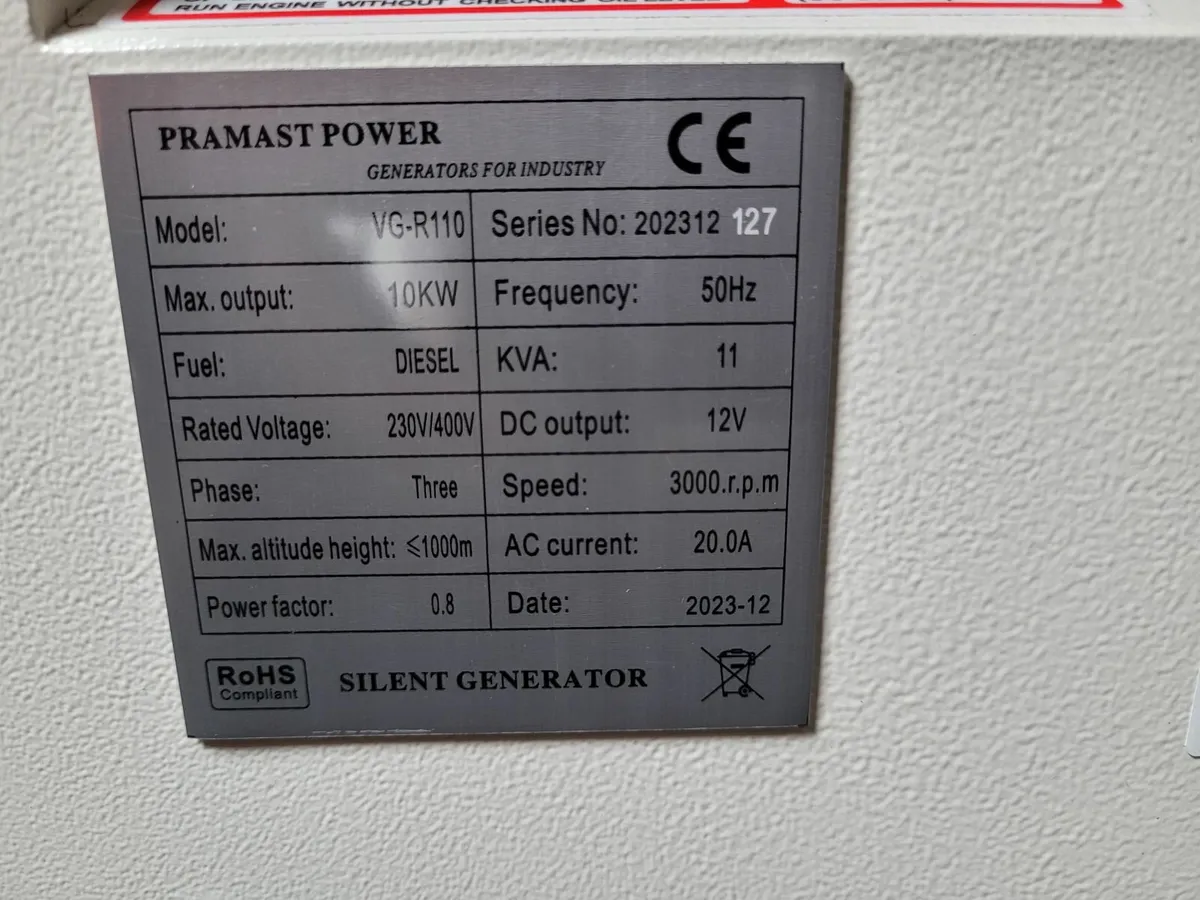 RUN ENGINE WITHOUT CHECKING OIL LEVEL
PRAMAST POWER
GENERATORS FOR INDUSTRY
CE
Model: VG-R110 Series No: 202312 127
Max. output: 10KW Frequency: 50Hz
Fuel: DIESEL KVA: 11
Rated Voltage: 230V/400V DC output: 12V
Phase: Three Speed: 3000.r.p.m
Max. altitude height: ≤1000m AC current: 20.0A
Power factor: 0.8 Date: 2023-12
RoHS
Compliant
SILENT GENERATOR